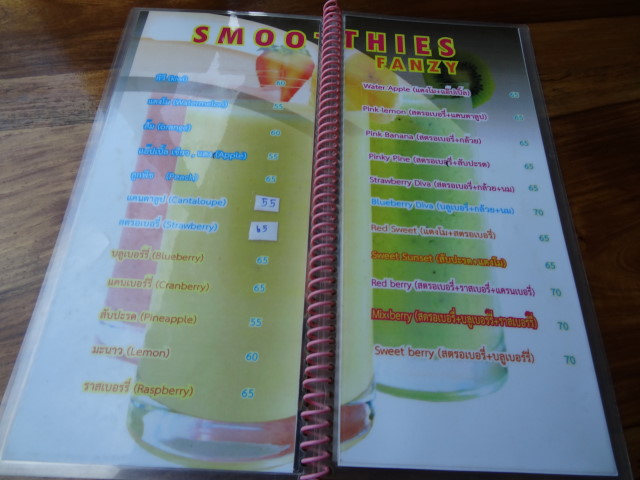 SMOOTHIES
FANZY
กีวี (Kiwi)
แตงโม (Watermelon)
ส้ม (Orange) 60
แอ๊ปเปิ้ล เขียว , แดง (Apple) 55
ลูกพีช (Peach) 65
แคนตาลูป (Cantaloupe) 55
สตรอเบอรี่ (Strawberry) 65
บลูเบอร์รี่ (Blueberry) 65
แครนเบอร์รี่ (Cranberry) 65
สับปะรด (Pineapple) 55
มะนาว (Lemon) 60
ราสเบอร์รี่ (Raspberry) 65
Water Apple (แตงโม+แอ๊ปเปิ้ล) 65
Pink lemon (สตรอเบอรี่+แคนตาลูป)
Pink Banana (สตรอเบอรี่+กล้วย) 65
Pinky Pine (สตรอเบอรี่+สับปะรด) 65
Strawberry Diva (สตรอเบอรี่+กล้วย+นม) 65
Blueberry Diva (บลูเบอรี่+กล้วย+นม) 70
Red Sweet (แตงโม+สตรอเบอรี่) 65
Sweet Sunset (สับปะรด+แตงโม) 65
Red berry (สตรอเบอรี่+ราสเบอรี่+แครนเบอรี่) 70
Mixberry (สตรอเบอรี่+บลูเบอร์รี่+ราสเบอรี่) 70
Sweet berry (สตรอเบอรี่+บลูเบอร์รี่) 70